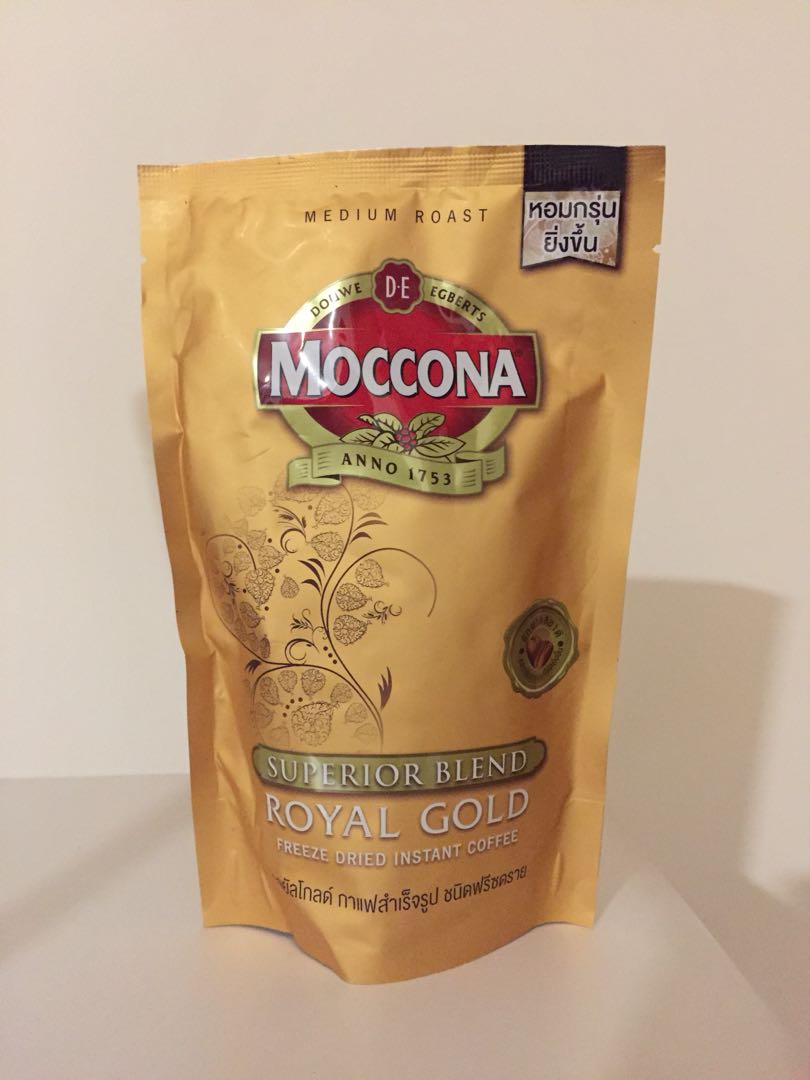 MEDIUM ROAST
หอมกรุ่น
ยิ่งขึ้น
D·E
DOUWE EGBERTS
MOCCONA
ANNO 1753
SUPERIOR BLEND
ROYAL GOLD
FREEZE DRIED INSTANT COFFEE
กาแฟสำเร็จรูป ชนิดฟรีซดราย